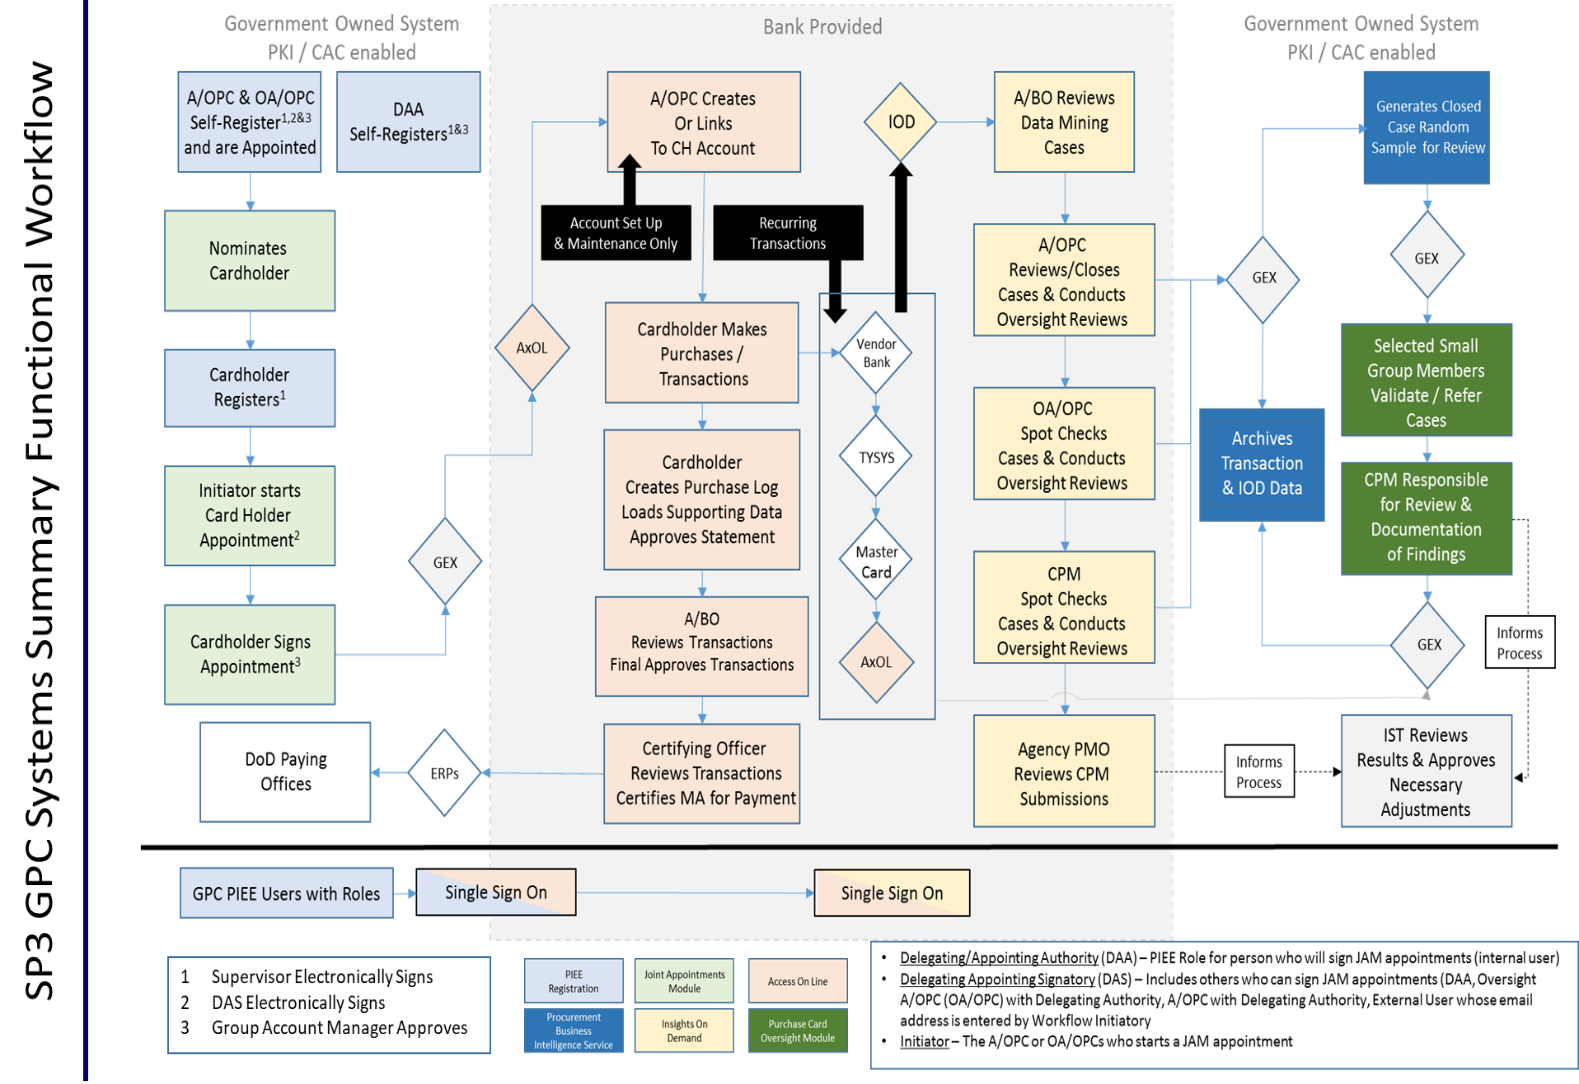 SP3 GPC Systems Summary Functional Workflow
Government Owned System
PKI / CAC enabled
Bank Provided
Government Owned System
PKI / CAC enabled
A/OPC & OA/OPC
Self-Register1,2&3
and are Appointed
DAA
Self-Registers1&3
Nominates
Cardholder
Cardholder
Registers1
Initiator starts
Card Holder
Appointment2
Cardholder Signs
Appointment3
GEX
AxOL
DoD Paying
Offices
ERPs
A/OPC Creates
Or Links
To CH Account
Account Set Up
& Maintenance Only
Recurring
Transactions
Cardholder Makes
Purchases /
Transactions
Cardholder
Creates Purchase Log
Loads Supporting Data
Approves Statement
A/BO
Reviews Transactions
Final Approves Transactions
Certifying Officer
Reviews Transactions
Certifies MA for Payment
IOD
Vendor
Bank
TYSYS
Master
Card
AxOL
A/BO Reviews
Data Mining
Cases
A/OPC
Reviews/Closes
Cases & Conducts
Oversight Reviews
OA/OPC
Spot Checks
Cases & Conducts
Oversight Reviews
CPM
Spot Checks
Cases & Conducts
Oversight Reviews
Agency PMO
Reviews CPM
Submissions
GEX
Archives
Transaction
& IOD Data
Informs
Process
Generates Closed
Case Random
Sample for Review
GEX
Selected Small
Group Members
Validate / Refer
Cases
CPM Responsible
for Review &
Documentation
of Findings
GEX
Informs
Process
IST Reviews
Results & Approves
Necessary
Adjustments
GPC PIEE Users with Roles
Single Sign On
Single Sign On
1 Supervisor Electronically Signs
2 DAS Electronically Signs
3 Group Account Manager Approves
PIEE
Registration
Joint Appointments
Module
Access On Line
Procurement
Business
Intelligence Service
Insights On
Demand
Purchase Card
Oversight Module
• Delegating/Appointing Authority (DAA) – PIEE Role for person who will sign JAM appointments (internal user)
• Delegating Appointing Signatory (DAS) – Includes others who can sign JAM appointments (DAA, Oversight
A/OPC (OA/OPC) with Delegating Authority, A/OPC with Delegating Authority, External User whose email
address is entered by Workflow Initiatory
• Initiator – The A/OPC or OA/OPCs who starts a JAM appointment